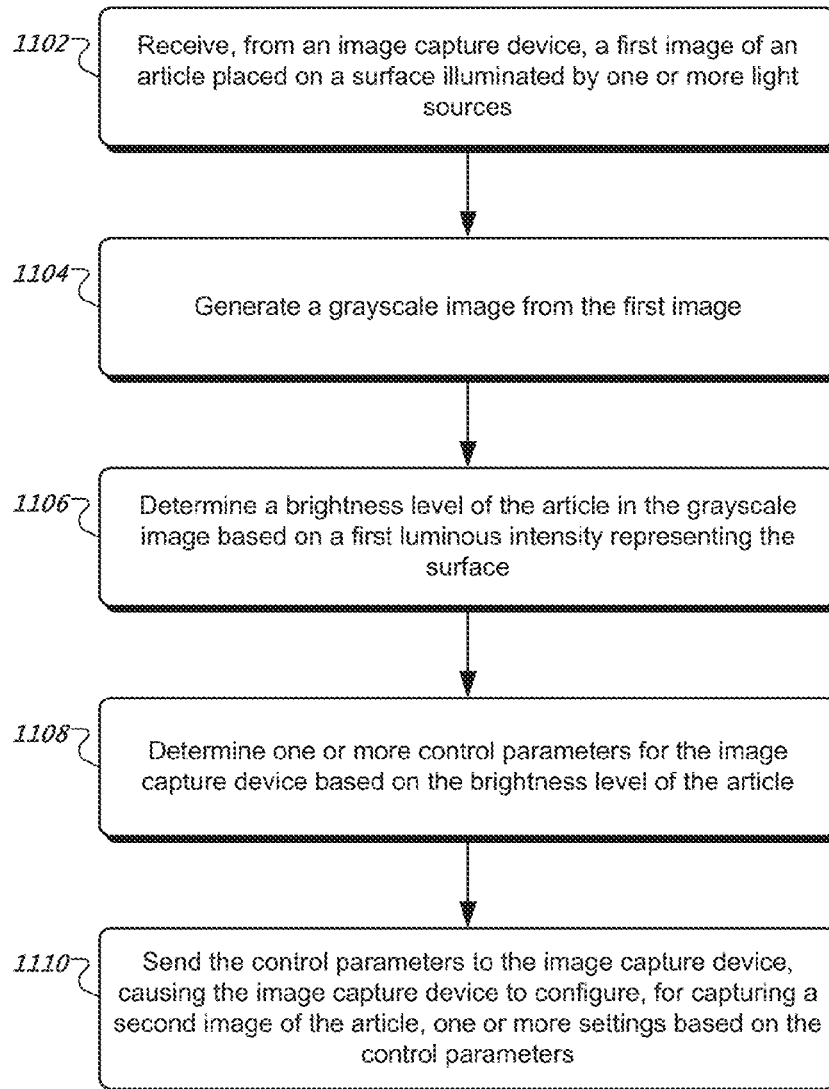 1102
Receive, from an image capture device, a first image of an
article placed on a surface illuminated by one or more light
sources
1104
Generate a grayscale image from the first image
1106
Determine a brightness level of the article in the grayscale
image based on a first luminous intensity representing the
surface
1108
Determine one or more control parameters for the image
capture device based on the brightness level of the article
1110
Send the control parameters to the image capture device,
causing the image capture device to configure, for capturing a
second image of the article, one or more settings based on the
control parameters